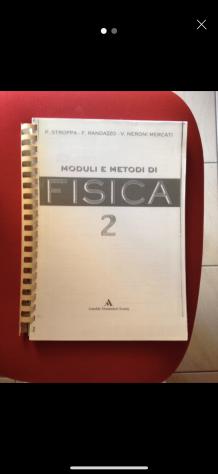 P. STROPPA - F. RANDAZZO - V. NERONI MERCATI
MODULI E METODI DI
FISICA
2